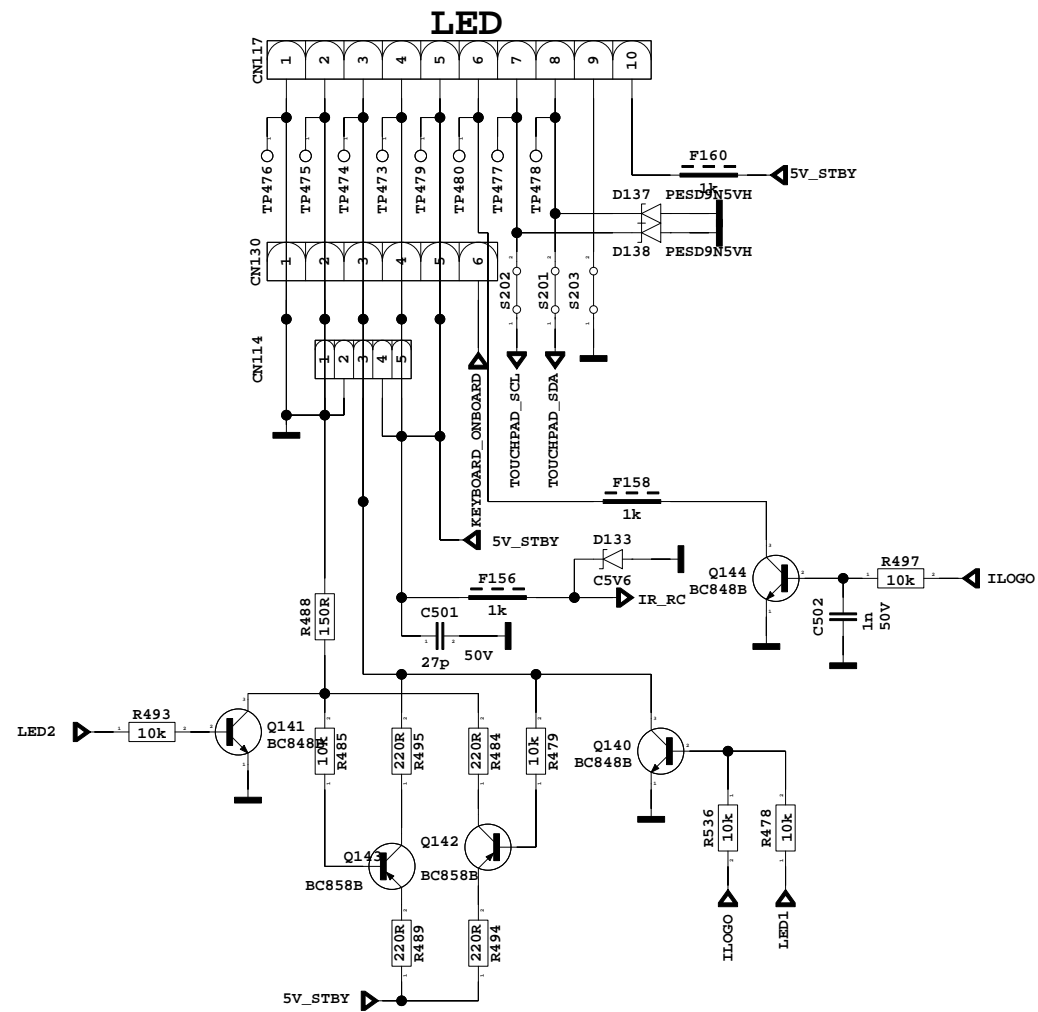 LED
CN117
1 2 3 4 5 6 7 8 9 10
TP476
TP475
TP474
TP473
TP479
TP480
TP477
TP478
F160
1k
5V_STBY
D137 PESD9N5VH
D138 PESD9N5VH
CN130
1 2 3 4 5 6
S202
S201
S203
CN114
1 2 3 4 5
KEYBOARD_ONBOARD
TOUCHPAD_SCL
TOUCHPAD_SDA
F158
1k
5V_STBY
D133
C5V6
F156
1k
IR_RC
C501
27p 50V
Q144
BC848B
R497
10k
ILOGO
C502
1n
50V
R488
150R
LED2
R493
10k
Q141
BC848B
R485
10k
R495
220R
R484
220R
R479
10k
Q140
BC848B
R536
10k
R478
10k
Q143
BC858B
Q142
BC858B
R489
220R
R494
220R
ILOGO
LED1
5V_STBY